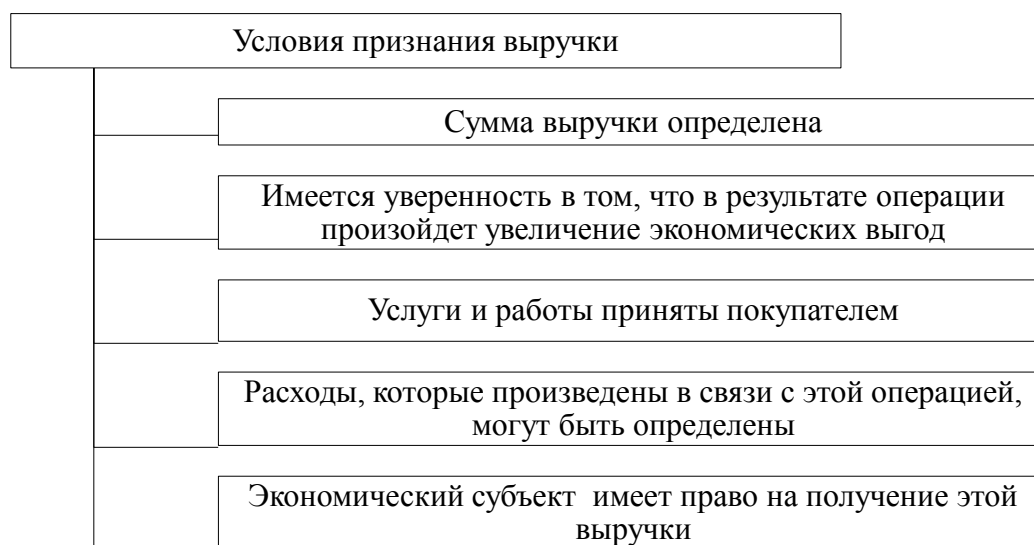 Условия признания выручки
Сумма выручки определена
Имеется уверенность в том, что в результате операции
произойдет увеличение экономических выгод
Услуги и работы приняты покупателем
Расходы, которые произведены в связи с этой операцией,
могут быть определены
Экономический субъект имеет право на получение этой
выручки